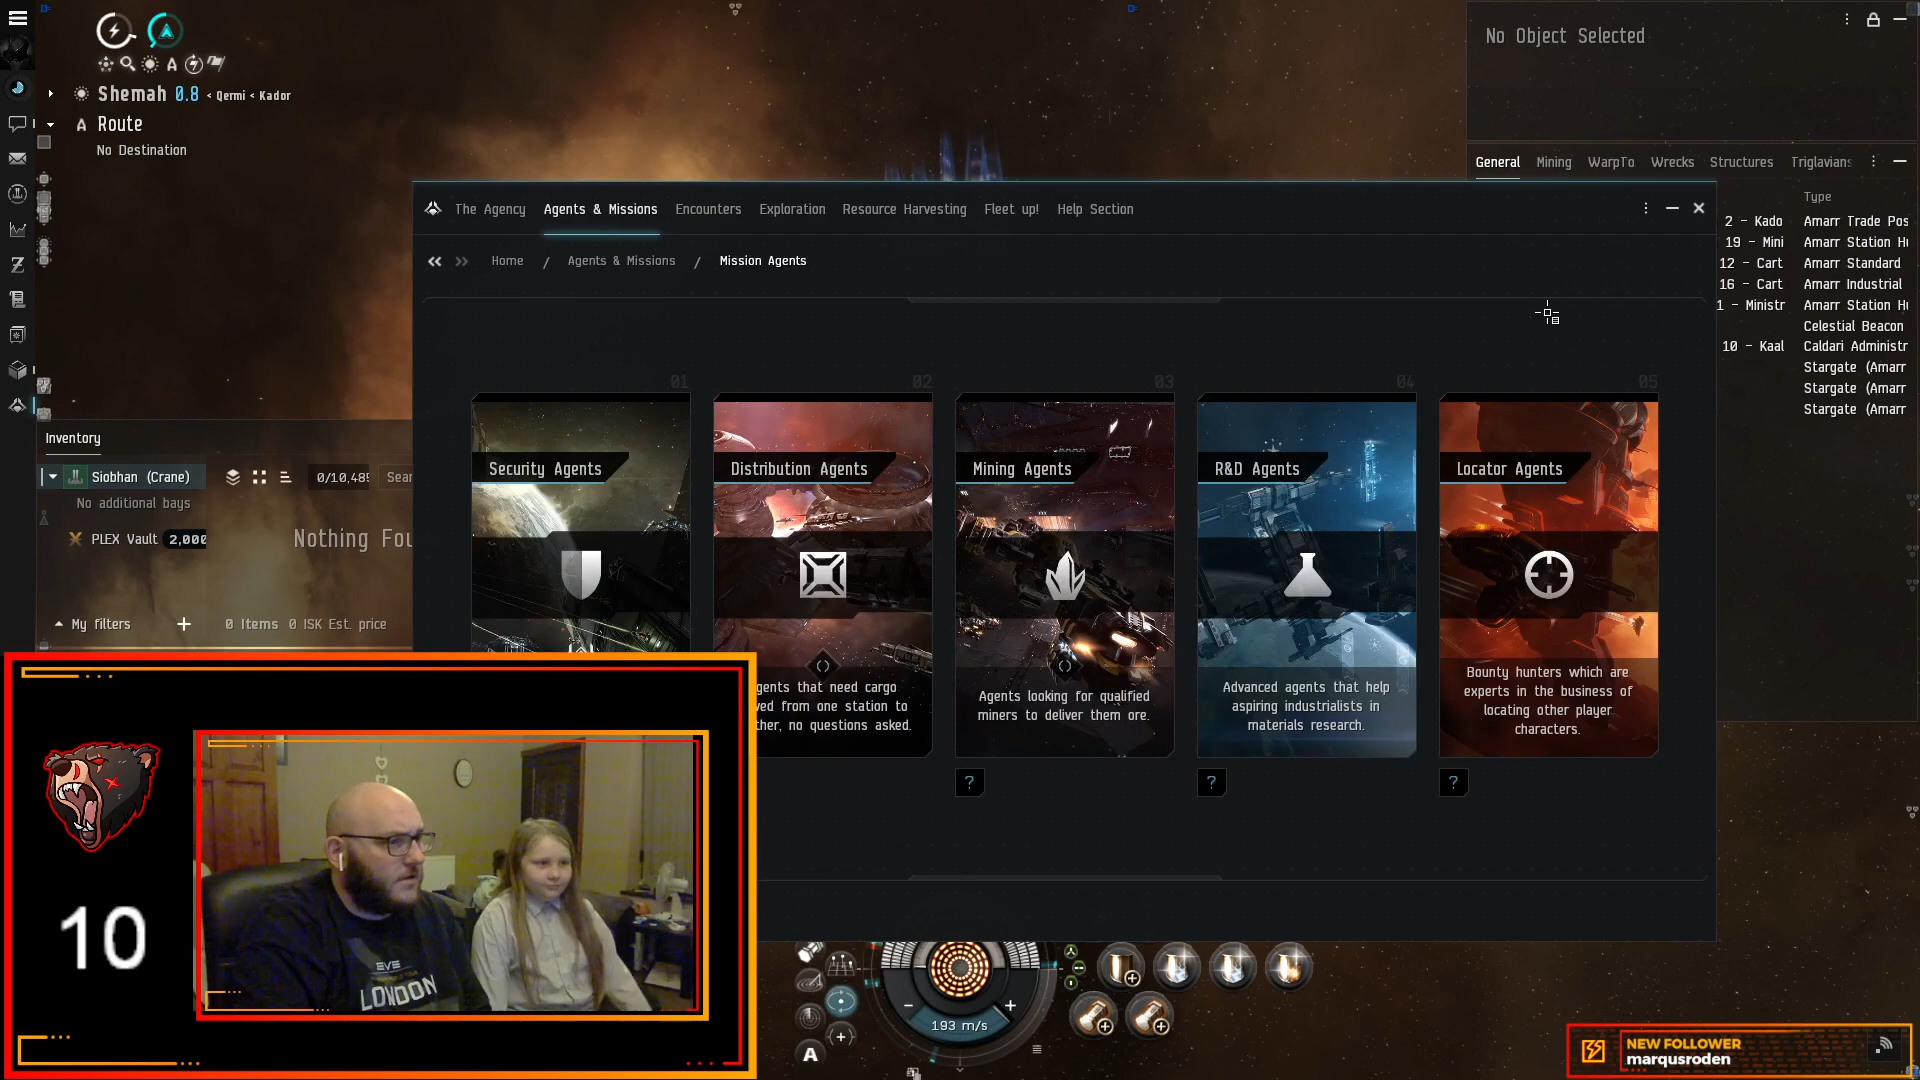 No Object Selected
Shemah 0.8 < Qermi < Kador
Route
No Destination
General Mining WarpTo Wrecks Structures Triglavians
Type
2 - Kado Amarr Trade Pos
19 - Mini Amarr Station Hu
12 - Cart Amarr Standard
16 - Cart Amarr Industrial
1 - Ministr Amarr Station Hu
Celestial Beacon
10 - Kaal Caldari Administr
Stargate (Amarr
Stargate (Amarr
Stargate (Amarr
The Agency Agents & Missions Encounters Exploration Resource Harvesting Fleet up! Help Section
Home / Agents & Missions / Mission Agents
01 02 03 04 05
Security Agents Distribution Agents Mining Agents R&D Agents Locator Agents
gents that need cargo
ved from one station to
ther, no questions asked.
Agents looking for qualified
miners to deliver them ore.
Advanced agents that help
aspiring industrialists in
materials research.
Bounty hunters which are
experts in the business of
locating other player
characters.
? ? ?
Inventory
Siobhan (Crane) 0/10,485 Sear
No additional bays
PLEX Vault 2,000
Nothing Fou
My filters + 0 Items 0 ISK Est. price
10
EVE
LONDON
193 m/s
A
NEW FOLLOWER
marqusroden